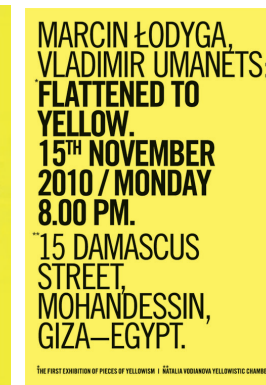 MARCIN ŁODYGA,
VLADIMIR UMANETS:
*FLATTENED TO
YELLOW.
15TH NOVEMBER
2010 / MONDAY
8.00 PM.
**15 DAMASCUS
STREET,
MOHANDESSIN,
GIZA—EGYPT.
* THE FIRST EXHIBITION OF PIECES OF YELLOWISM | ** NATALIA VODIANOVA YELLOWISTIC CHAMBE